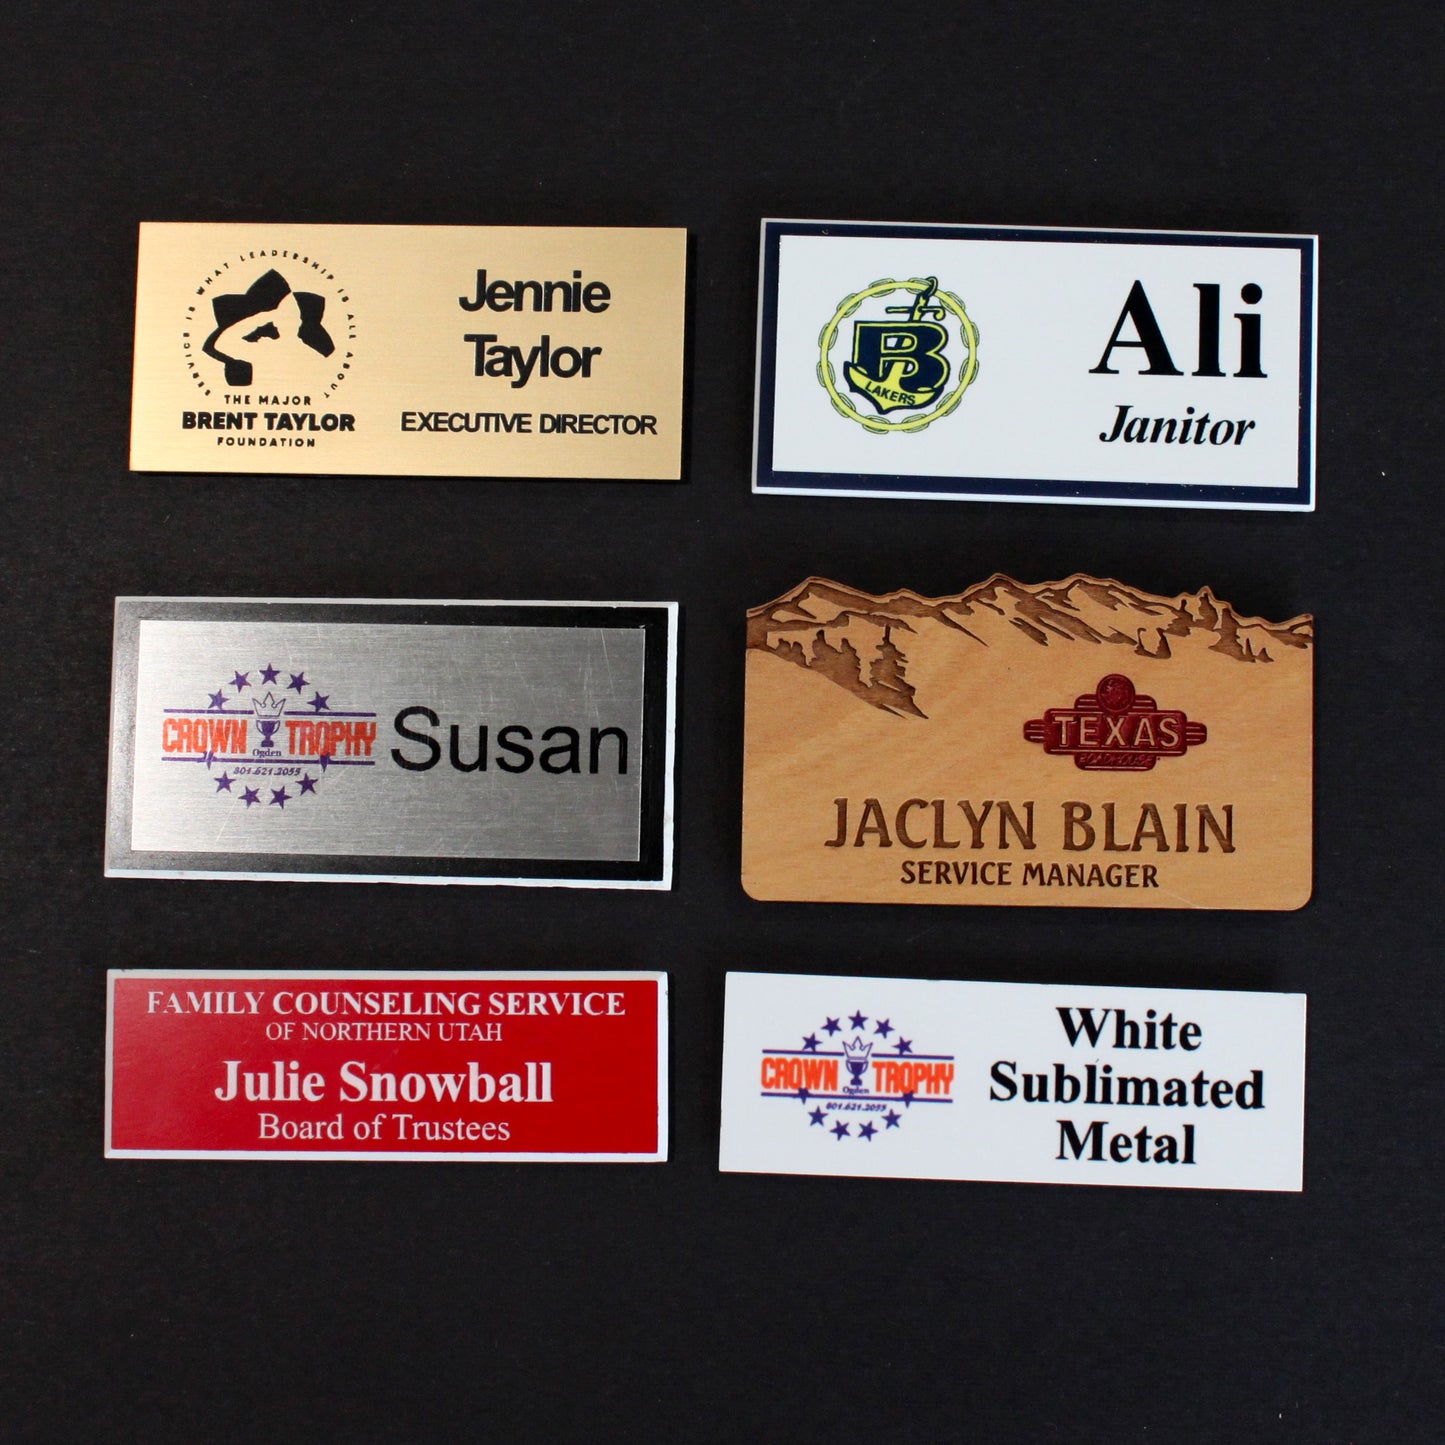 SERVICE IS WHAT LEADERSHIP IS ALL ABOUT
THE MAJOR
BRENT TAYLOR
FOUNDATION
Jennie
Taylor
EXECUTIVE DIRECTOR
B
LAKERS
Ali
Janitor
CROWN TROPHY
Ogden
801.621.2055
Susan
TEXAS
ROADHOUSE
JACLYN BLAIN
SERVICE MANAGER
FAMILY COUNSELING SERVICE
OF NORTHERN UTAH
Julie Snowball
Board of Trustees
CROWN TROPHY
Ogden
801.621.2055
White
Sublimated
Metal